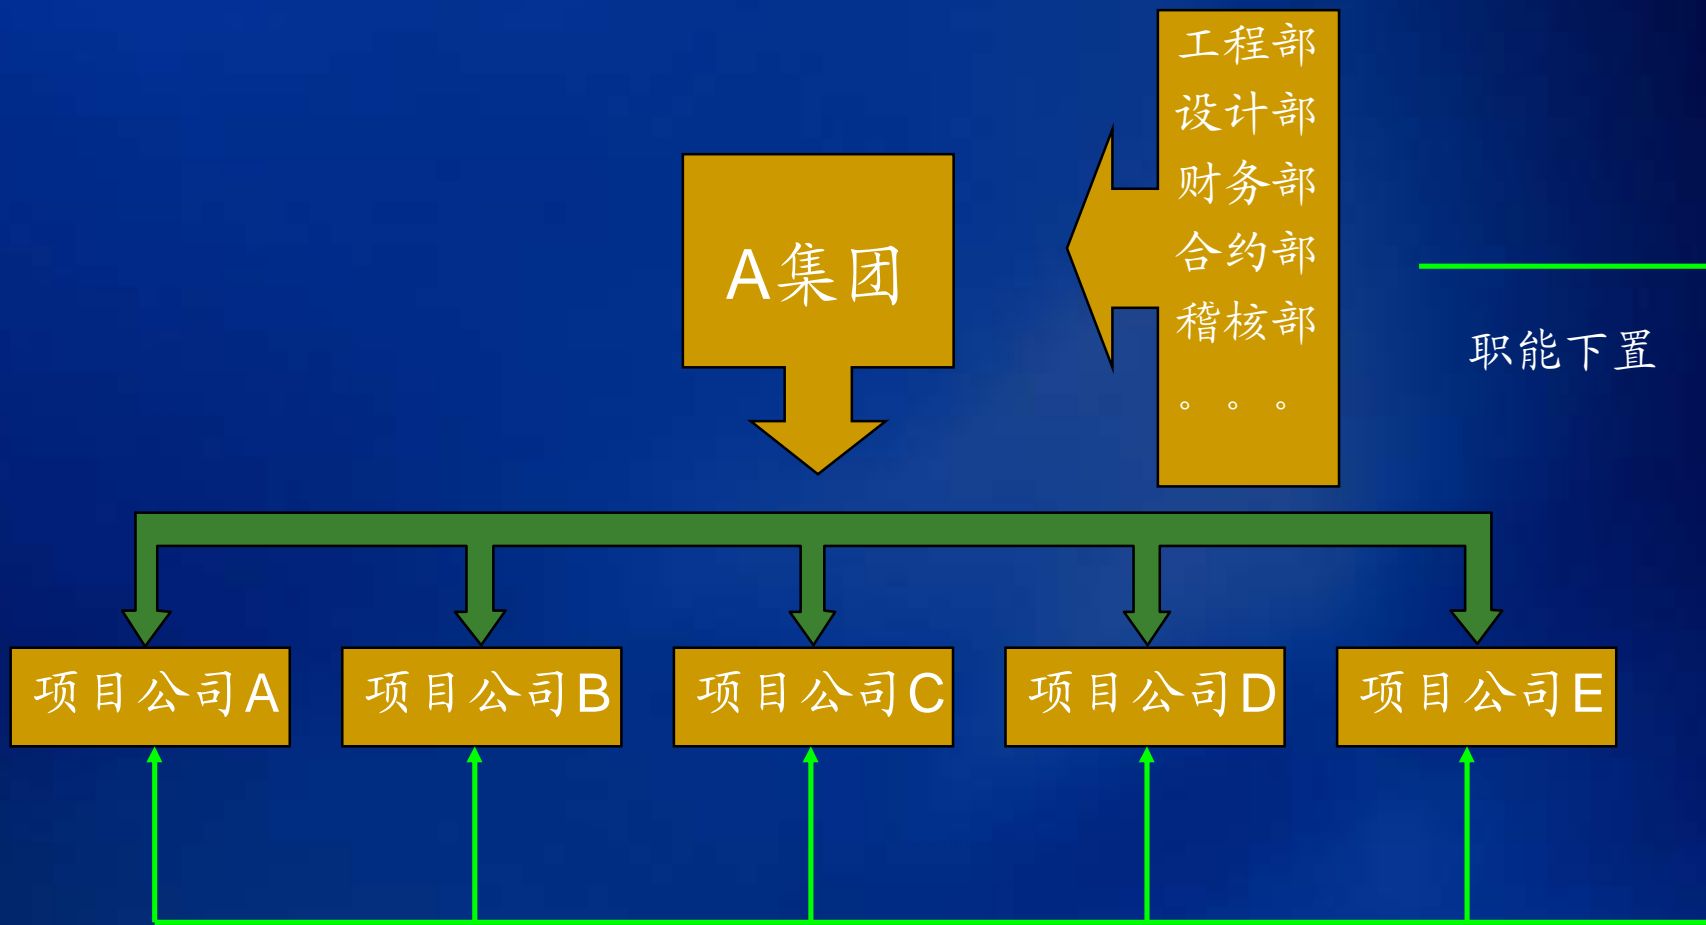 工程部
设计部
财务部
合约部
稽核部
。。。
A集团
职能下置
项目公司A
项目公司B
项目公司C
项目公司D
项目公司E